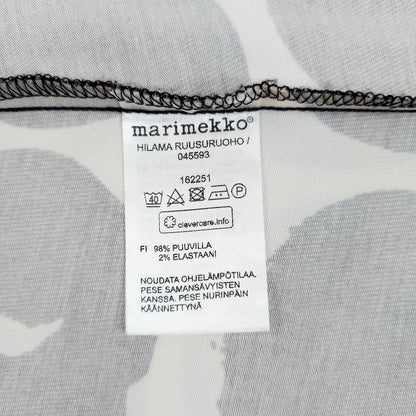 marimekko®
HILAMA RUUSURUOHO /
045593
162251
40 P
clevercare.info
FI 98% PUUVILLA
2% ELASTAANI
NOUDATA OHJELÄMPÖTILAA.
PESE SAMANSÄVYISTEN
KANSSA. PESE NURINPÄIN
KÄÄNNETTYNÄ